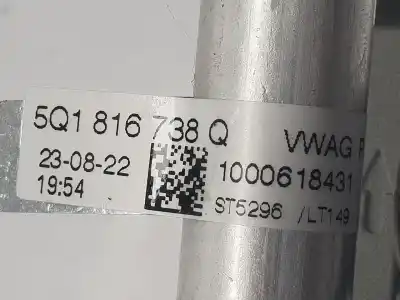 5Q1 816 738 Q VWAG
23-08-22 1000618431
19:54 ST5296 /LT149